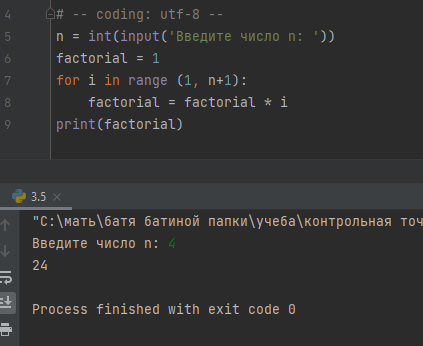 4 # -- coding: utf-8 --
5 n = int(input('Введите число n: '))
6 factorial = 1
7 for i in range (1, n+1):
8 factorial = factorial * i
9 print(factorial)
3.5 ×
"C:\мать\батя батиной папки\учеба\контрольная точ
Введите число n: 4
24
Process finished with exit code 0